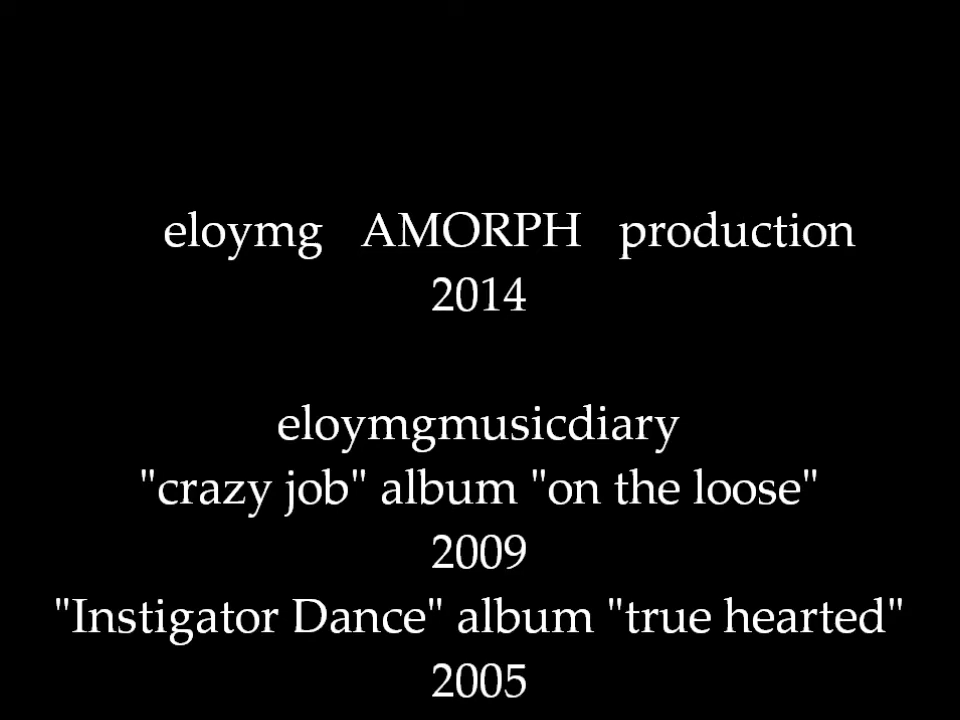 eloymg AMORPH production
2014
eloymgmusicdiary
"crazy job" album "on the loose"
2009
"Instigator Dance" album "true hearted"
2005